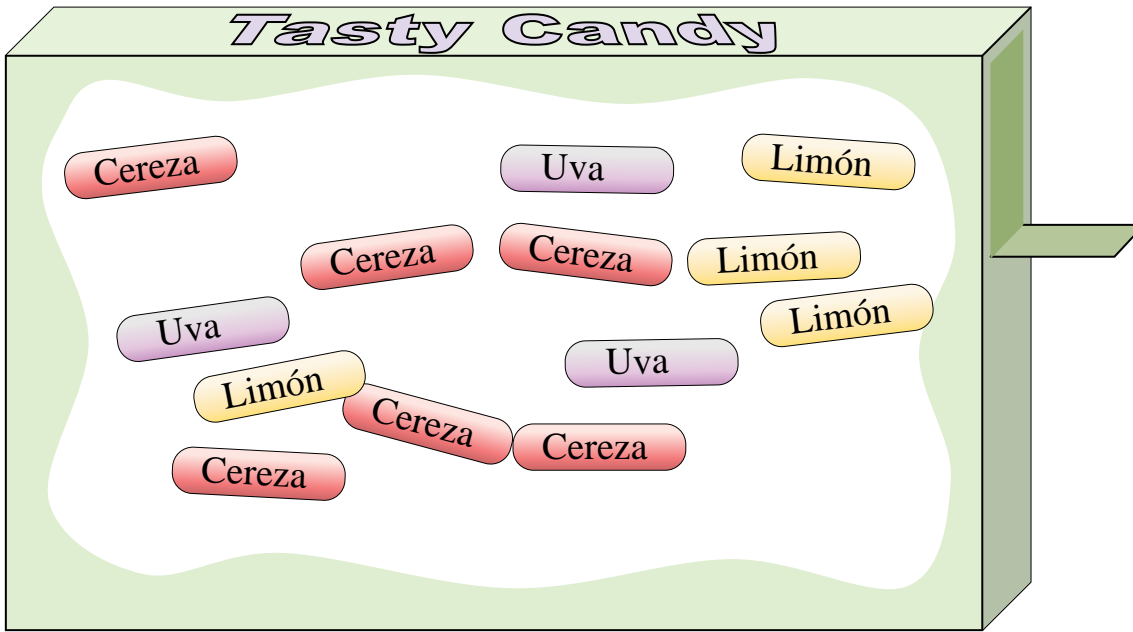 Tasty Candy
Cereza
Uva
Limón
Cereza
Cereza
Limón
Uva
Limón
Uva
Limón
Cereza
Cereza
Cereza